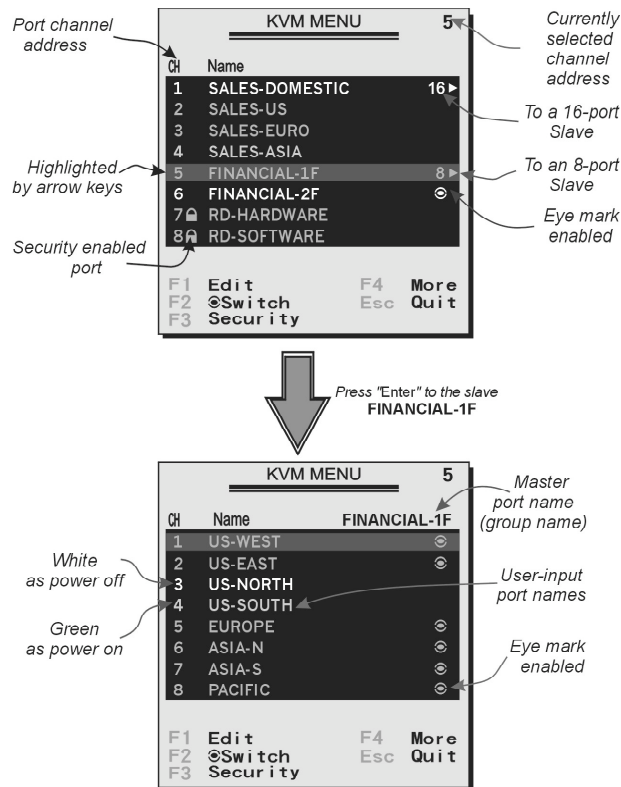 Port channel
address
KVM MENU 5
Currently
selected
channel
address
CH Name
1 SALES-DOMESTIC 16 ►
2 SALES-US
3 SALES-EURO
4 SALES-ASIA
5 FINANCIAL-1F 8 ►
6 FINANCIAL-2F
7 RD-HARDWARE
8 RD-SOFTWARE
To a 16-port
Slave
Highlighted
by arrow keys
To an 8-port
Slave
Eye mark
enabled
Security enabled
port
F1 Edit F4 More
F2 Switch Esc Quit
F3 Security
Press "Enter" to the slave
FINANCIAL-1F
KVM MENU 5
Master
port name
(group name)
CH Name FINANCIAL-1F
1 US-WEST
2 US-EAST
3 US-NORTH
4 US-SOUTH
5 EUROPE
6 ASIA-N
7 ASIA-S
8 PACIFIC
White
as power off
User-input
port names
Green
as power on
Eye mark
enabled
F1 Edit F4 More
F2 Switch Esc Quit
F3 Security